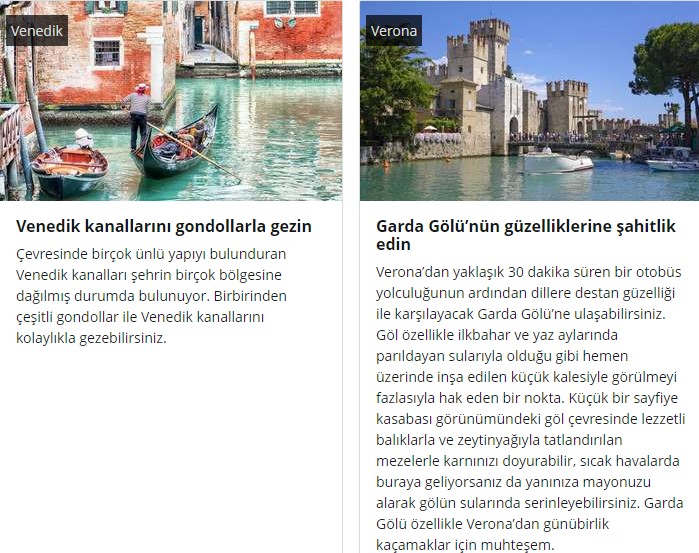 Venedik
Venedik kanallarını gondollarla gezin
Çevresinde birçok ünlü yapıyı bulunduran
Venedik kanalları şehrin birçok bölgesine
dağılmış durumda bulunuyor. Birbirinden
çeşitli gondollar ile Venedik kanallarını
kolaylıkla gezebilirsiniz.
Verona
Garda Gölü’nün güzelliklerine şahitlik
edin
Verona’dan yaklaşık 30 dakika süren bir otobüs
yolculuğunun ardından dillere destan güzelliği
ile karşılayacak Garda Gölü’ne ulaşabilirsiniz.
Göl özellikle ilkbahar ve yaz aylarında
parıldayan sularıyla olduğu gibi hemen
üzerinde inşa edilen küçük kalesiyle görülmeyi
fazlasıyla hak eden bir nokta. Küçük bir sayfiye
kasabası görünümündeki göl çevresinde lezzetli
balıklarla ve zeytinyağıyla tatlandırılan
mezelerle karnınızı doyurabilir, sıcak havalarda
buraya geliyorsanız da yanınıza mayonuzu
alarak gölün sularında serinleyebilirsiniz. Garda
Gölü özellikle Verona’dan günübirlik
kaçamaklar için muhteşem.